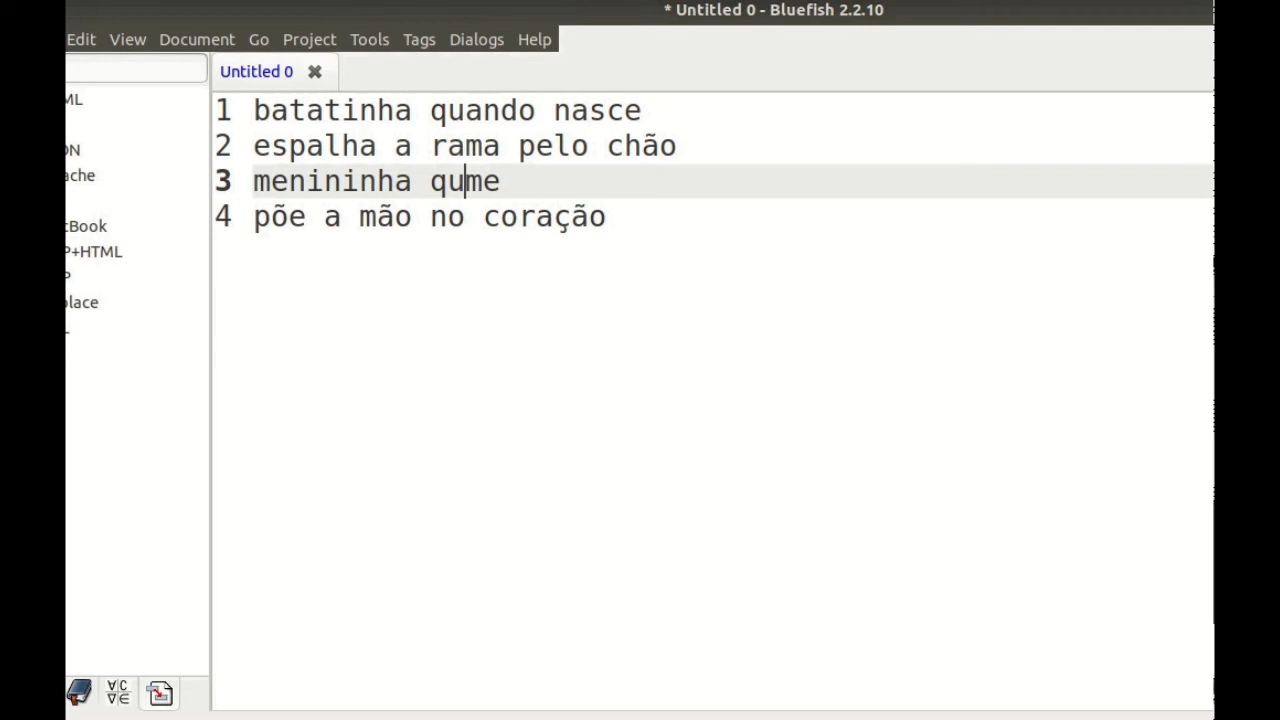 * Untitled 0 - Bluefish 2.2.10
Edit View Document Go Project Tools Tags Dialogs Help
Untitled 0
ML
ON
ache
cBook
P+HTML
P
place
1 batatinha quando nasce
2 espalha a rama pelo chão
3 menininha qume
4 põe a mão no coração